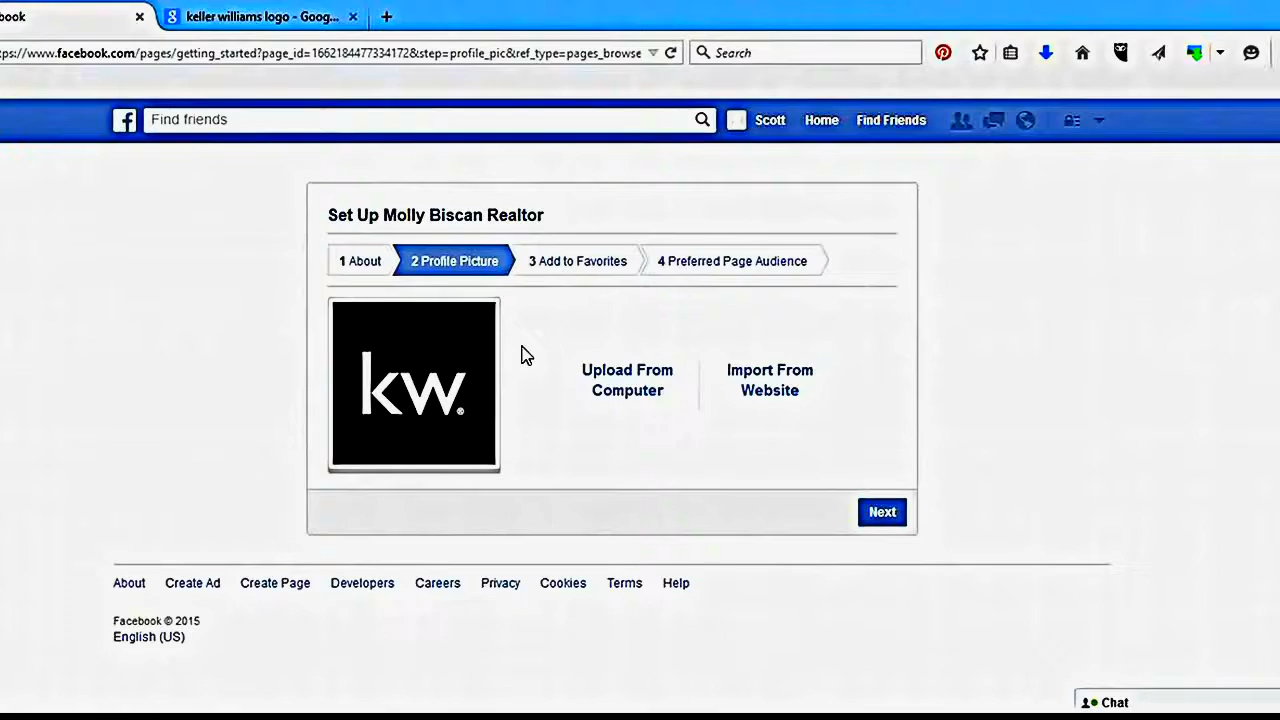 book
keller williams logo - Goog...
ps://www.facebook.com/pages/getting_started?page_id=1662184477334172&step=profile_pic&ref_type=pages_browse
Search
Find friends
Scott
Home
Find Friends
Set Up Molly Biscan Realtor
1 About
2 Profile Picture
3 Add to Favorites
4 Preferred Page Audience
kw.
Upload From
Computer
Import From
Website
Next
About Create Ad Create Page Developers Careers Privacy Cookies Terms Help
Facebook © 2015
English (US)
Chat